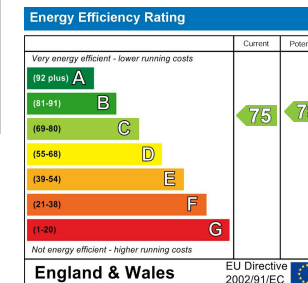 Energy Efficiency Rating
Current
Very energy efficient - lower running costs
(92 plus) A
(81-91) B
(69-80) C
75
(55-68) D
(39-54) E
(21-38) F
(1-20) G
Not energy efficient - higher running costs
England & Wales
EU Directive
2002/91/EC